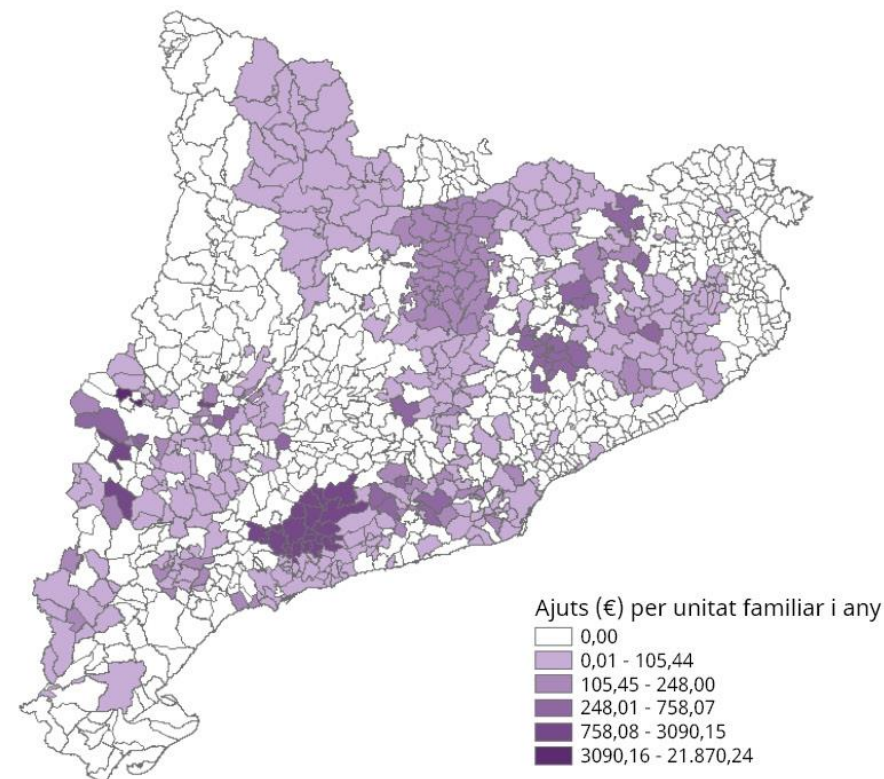 Ajuts (€) per unitat familiar i any
0,00
0,01 - 105,44
105,45 - 248,00
248,01 - 758,07
758,08 - 3090,15
3090,16 - 21.870,24